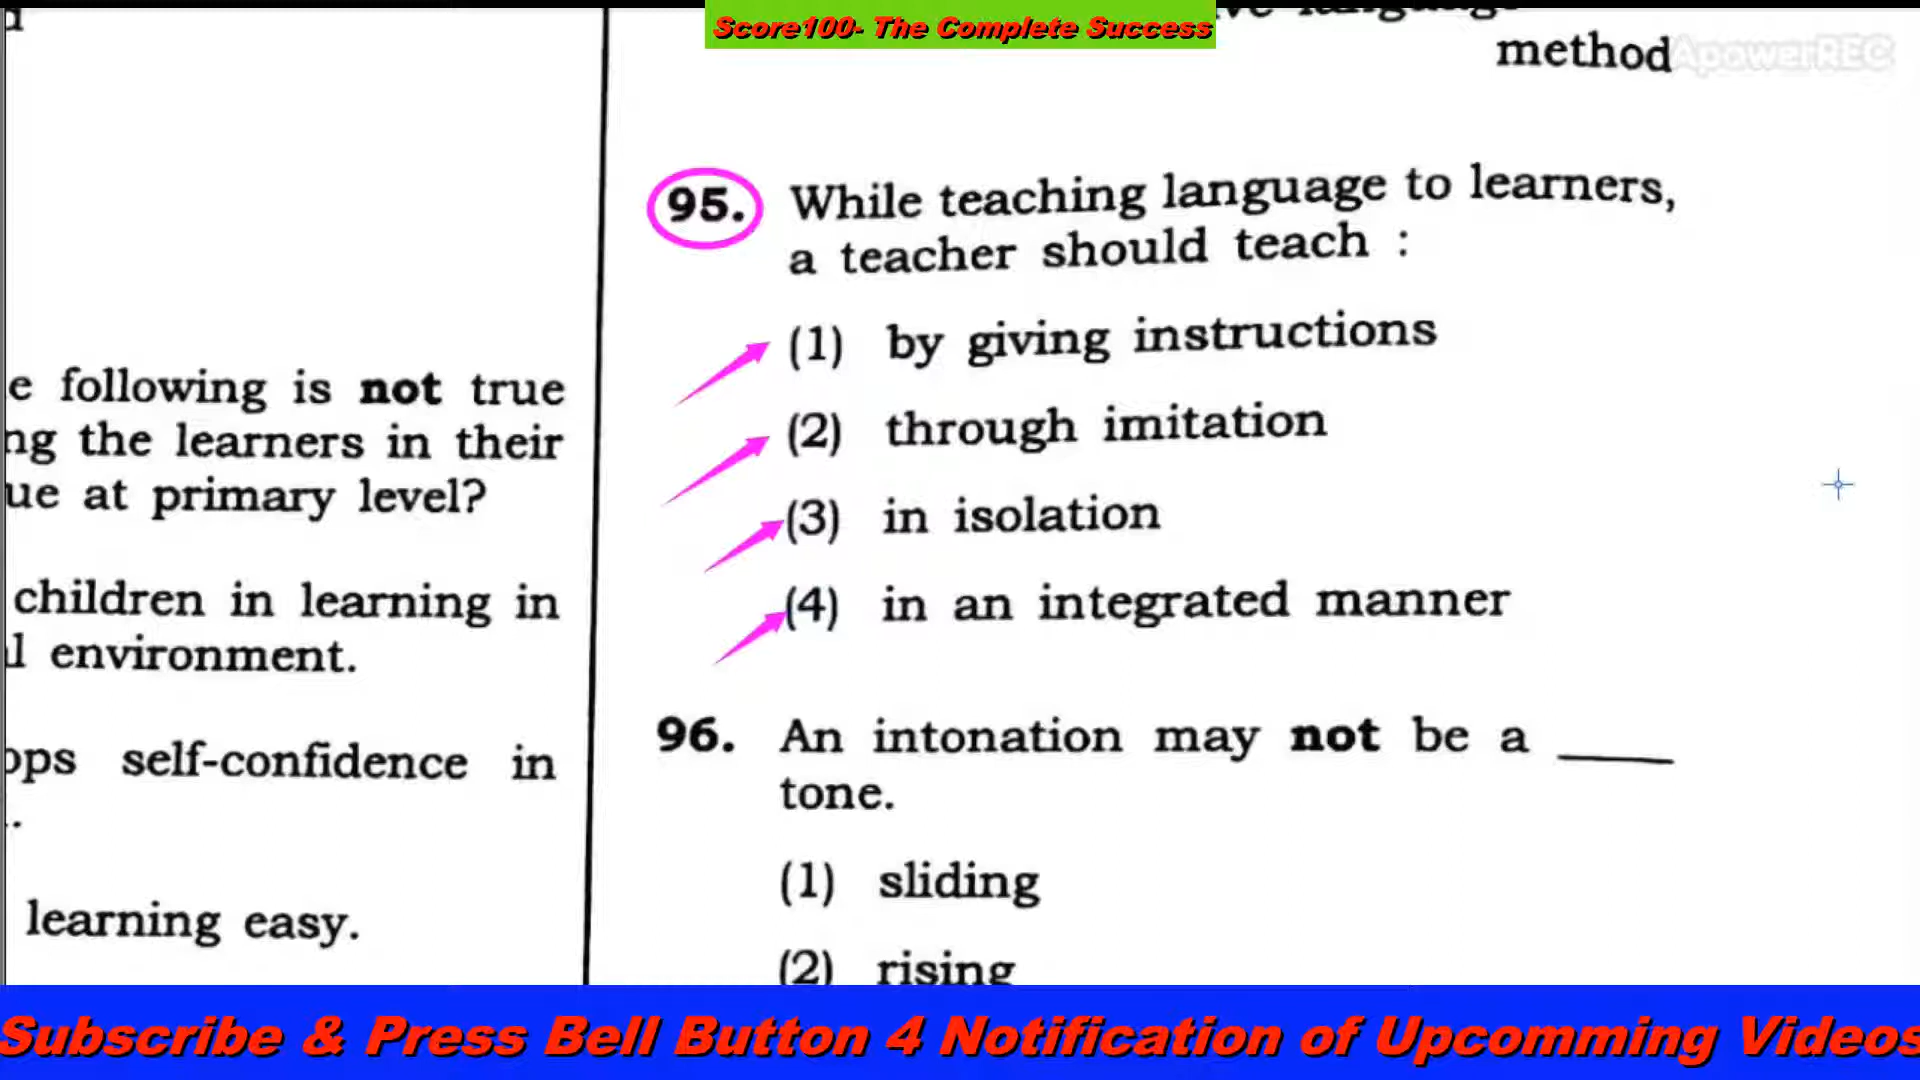 Score100- The Complete Success
method
ApowerREC
95. While teaching language to learners,
a teacher should teach :
(1) by giving instructions
(2) through imitation
(3) in isolation
(4) in an integrated manner
96. An intonation may not be a ____
tone.
(1) sliding
(2) rising
following is not true
the learners in their
at primary level?
children in learning in
environment.
self-confidence in
learning easy.
Subscribe & Press Bell Button 4 Notification of Upcomming Videos